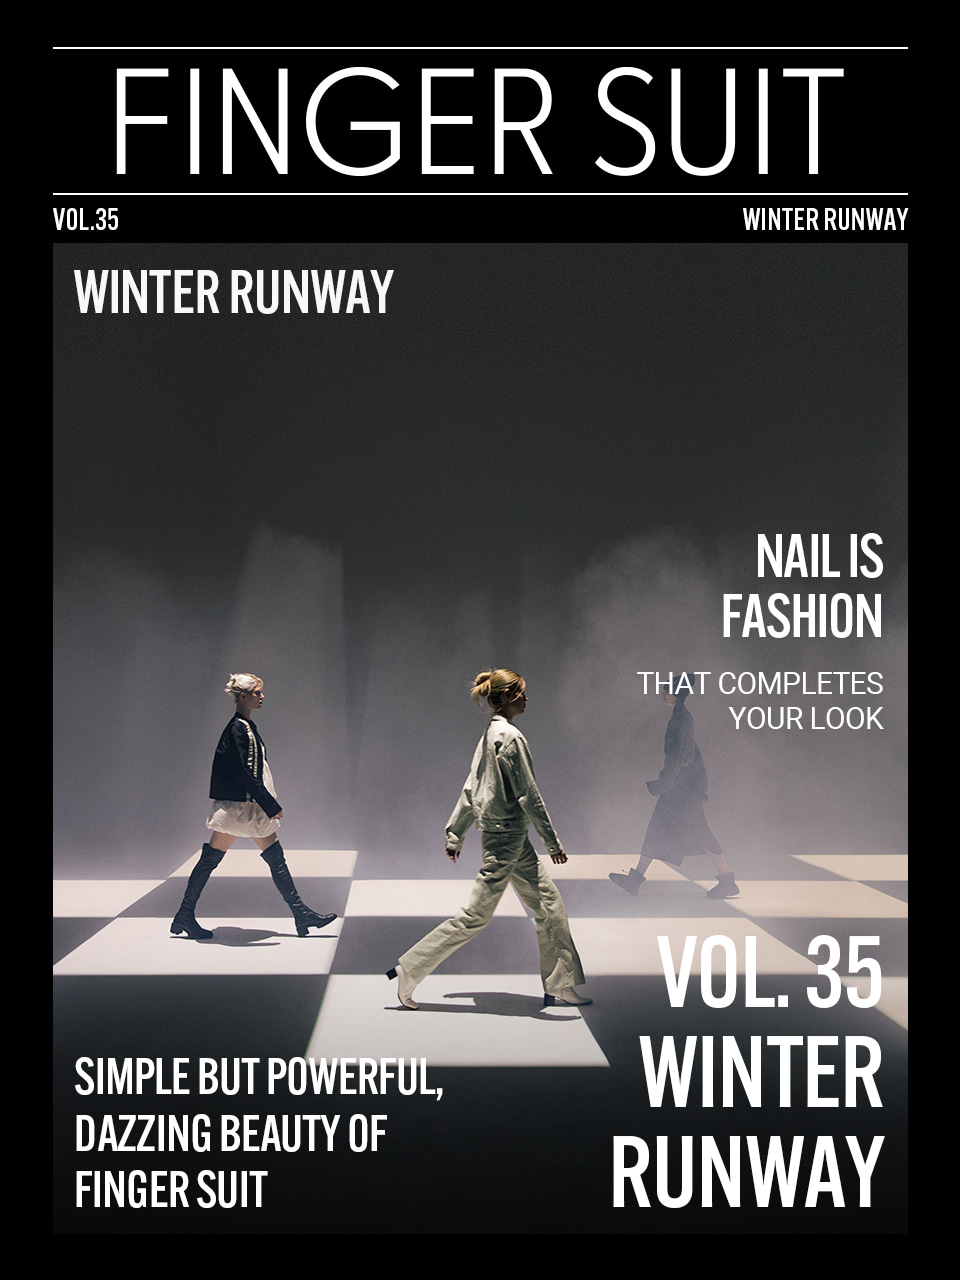 FINGER SUIT
VOL.35
WINTER RUNWAY
WINTER RUNWAY
NAIL IS
FASHION
THAT COMPLETES
YOUR LOOK
VOL. 35
WINTER
RUNWAY
SIMPLE BUT POWERFUL,
DAZZING BEAUTY OF
FINGER SUIT